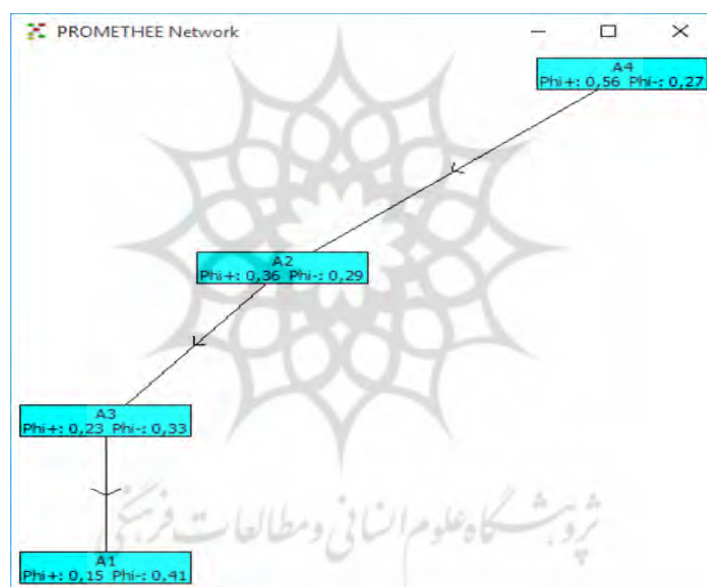 PROMETHEE Network
A4
Phi+: 0,56 Phi-: 0,27
A2
Phi+: 0,36 Phi-: 0,29
A3
Phi+: 0,23 Phi-: 0,33
پژوهشگاه علوم انسانی و مطالعات فرهنگی
A1
Phi+: 0,15 Phi-: 0,41